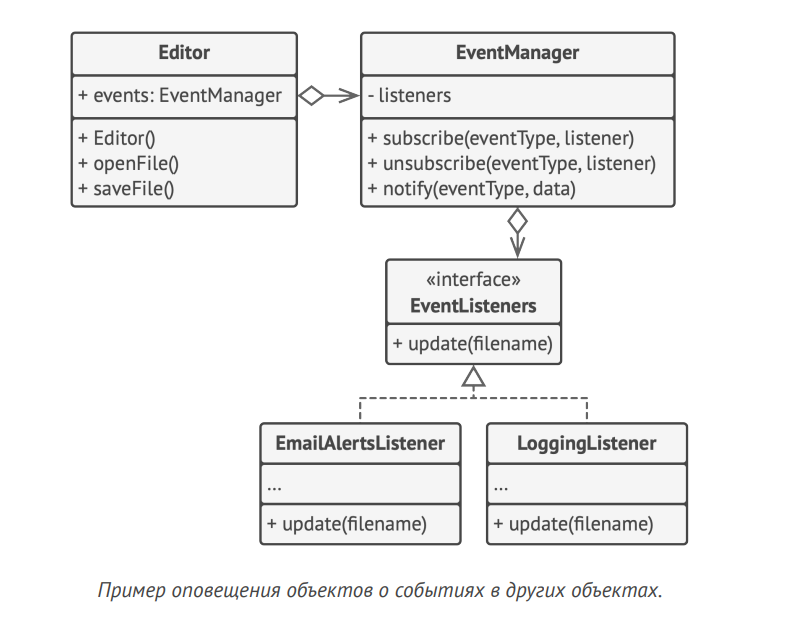 Editor
+ events: EventManager
+ Editor()
+ openFile()
+ saveFile()
EventManager
- listeners
+ subscribe(eventType, listener)
+ unsubscribe(eventType, listener)
+ notify(eventType, data)
«interface»
EventListeners
+ update(filename)
EmailAlertsListener
...
+ update(filename)
LoggingListener
...
+ update(filename)
Пример оповещения объектов о событиях в других объектах.